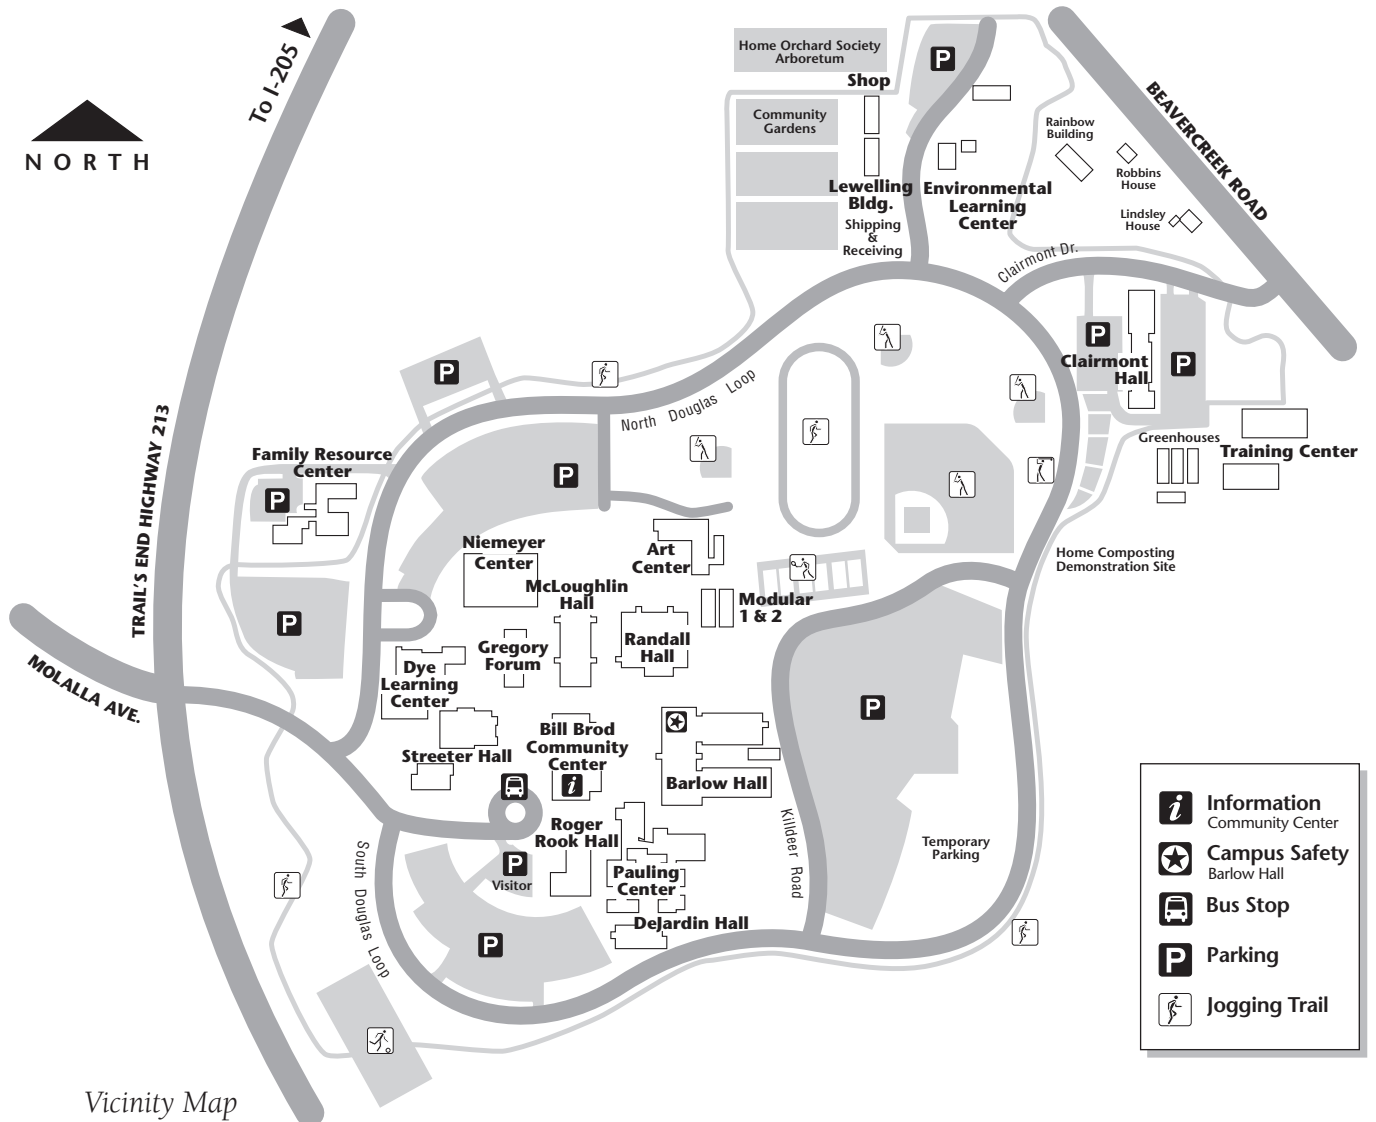 To I-205
NORTH
Home Orchard Society
Arboretum
P
Shop
Community
Gardens
Lewelling
Bldg.
Shipping
&
Receiving
Environmental
Learning
Center
Rainbow
Building
Robbins
House
Lindsley
House
BEAVERCREEK ROAD
Clairmont Dr.
P
Clairmont
Hall
P
Greenhouses
Training Center
P
North Douglas Loop
TRAIL'S END HIGHWAY 213
Family Resource
Center
P
P
Niemeyer
Center
Art
Center
Home Composting
Demonstration Site
McLoughlin
Hall
Modular
1 & 2
P
Gregory
Forum
Randall
Hall
MOLALLA AVE.
Dye
Learning
Center
P
Bill Brod
Community
Center
i
Streeter Hall
Barlow Hall
Roger
Rook Hall
Killdeer Road
Temporary
Parking
South Douglas Loop
P
Visitor
Pauling
Center
DeJardin Hall
P
i
Information
Community Center
Campus Safety
Barlow Hall
Bus Stop
P
Parking
Jogging Trail
Vicinity Map